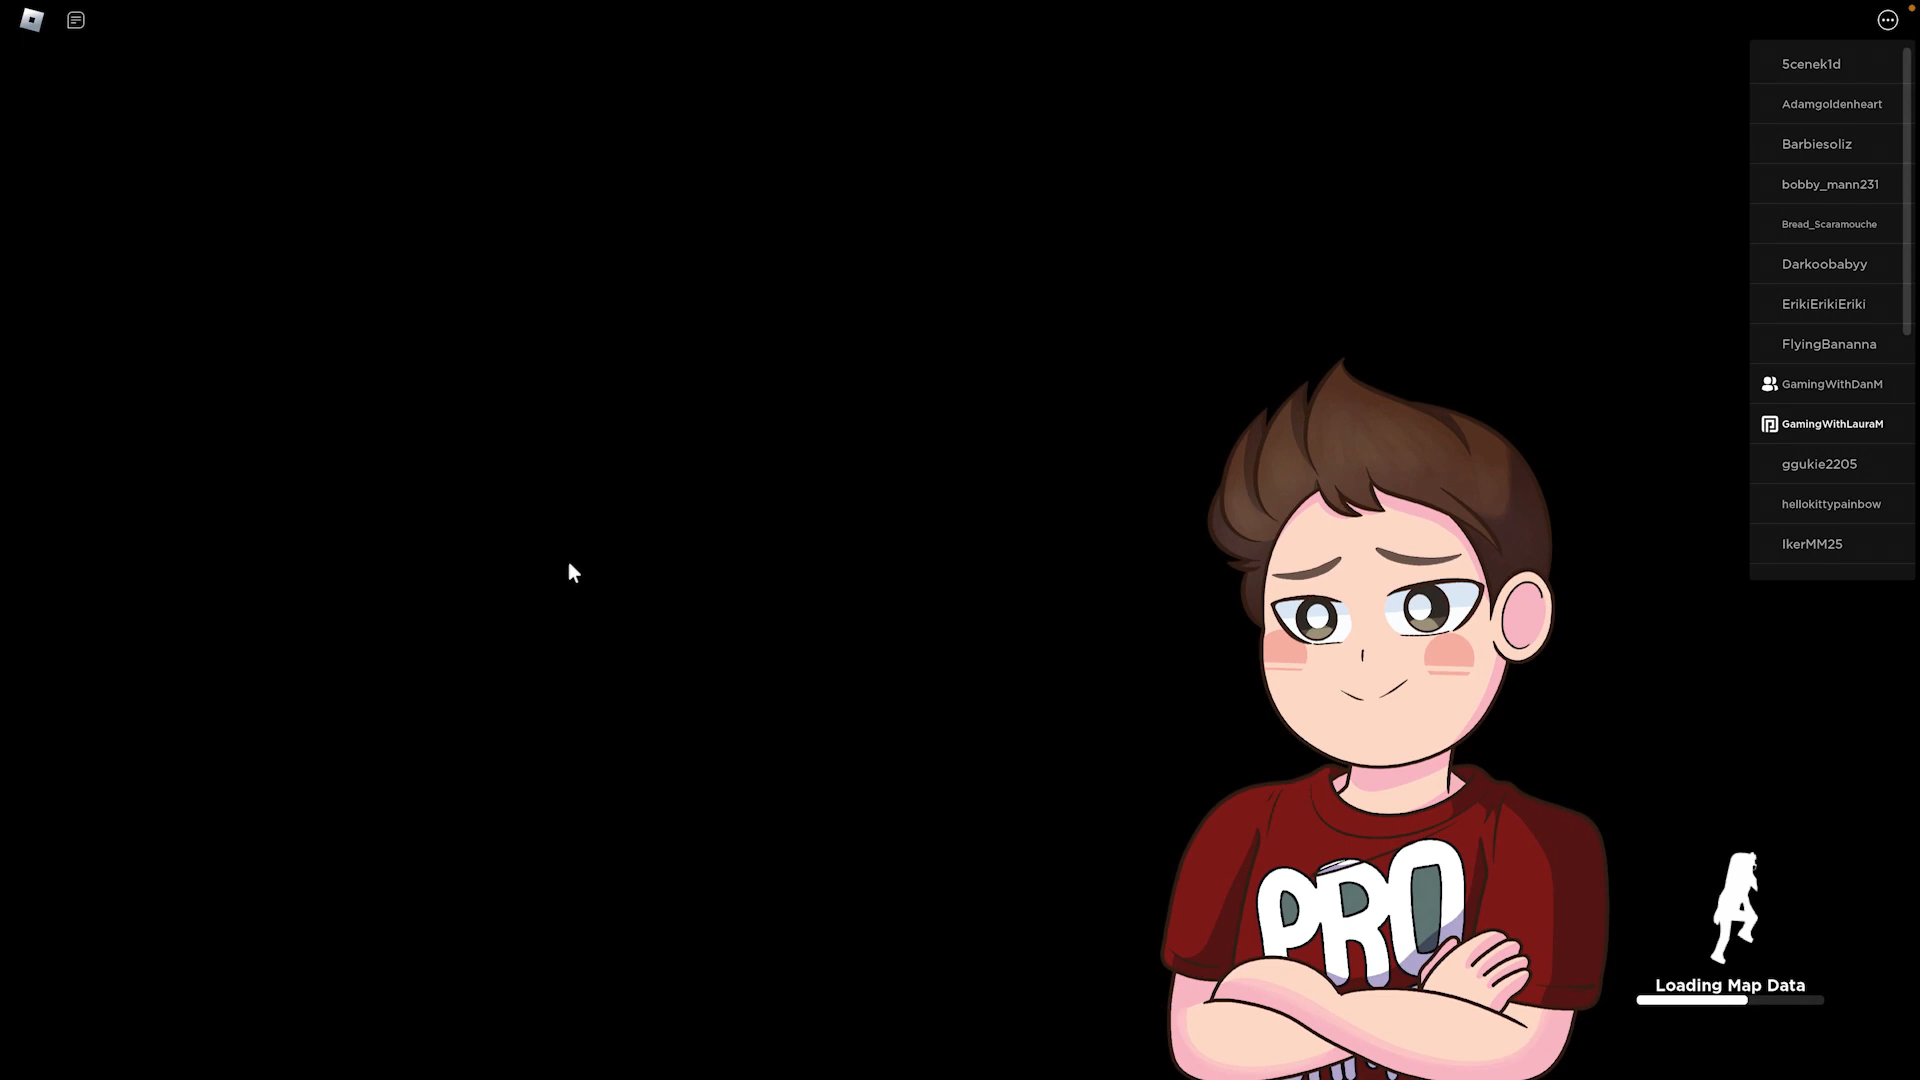 5cenek1d
Adamgoldenheart
Barbiesoliz
bobby_mann231
Bread_Scaramouche
Darkoobabyy
ErikiErikiEriki
FlyingBananna
GamingWithDanM
GamingWithLauraM
ggukie2205
hellokittypainbow
IkerMM25
PRO
Loading Map Data